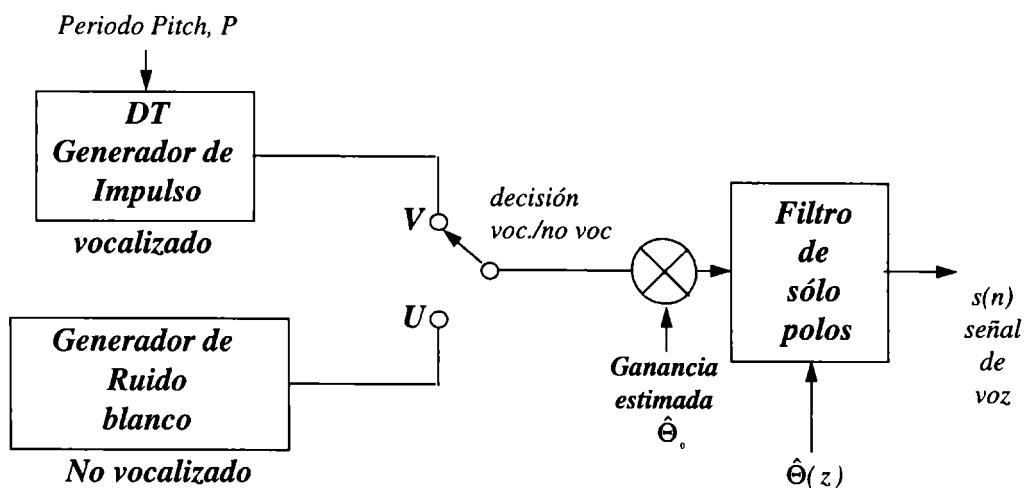 Periodo Pitch, P
DT
Generador de
Impulso
vocalizado
V
decisión
voc./no voc
U
Generador de
Ruido
blanco
No vocalizado
Ganancia
estimada
Θ̂₀
Filtro
de
sólo
polos
Θ̂(z)
s(n)
señal
de
voz